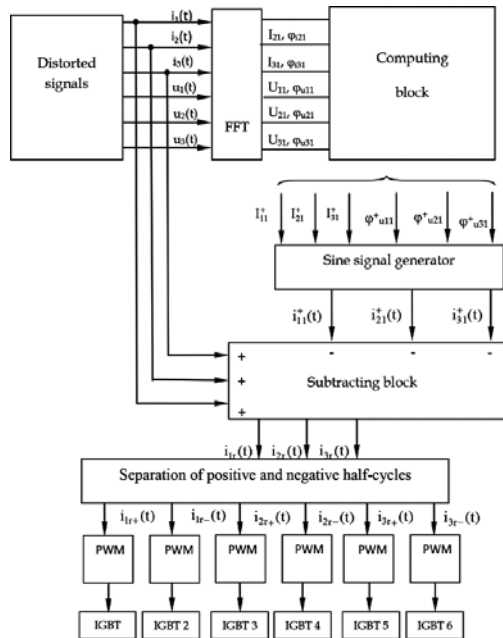 Distorted signals
i₁(t)
i₂(t)
i₃(t)
u₁(t)
u₂(t)
u₃(t)
FFT
I₂₁, φᵢ₂₁
I₃₁, φᵢ₃₁
U₁₁, φᵤ₁₁
U₂₁, φᵤ₂₁
U₃₁, φᵤ₃₁
Computing block
I⁺₁₁ I⁺₂₁ I⁺₃₁ φ⁺ᵤ₁₁ φ⁺ᵤ₂₁ φ⁺ᵤ₃₁
Sine signal generator
i⁺₁₁(t) i⁺₂₁(t) i⁺₃₁(t)
- - -
+
+
+
Subtracting block
i₁ᵣ(t) i₂ᵣ(t) i₃ᵣ(t)
Separation of positive and negative half-cycles
i₁ᵣ₊(t) i₁ᵣ₋(t) i₂ᵣ₊(t) i₂ᵣ₋(t) i₃ᵣ₊(t) i₃ᵣ₋(t)
PWM PWM PWM PWM PWM PWM
IGBT IGBT 2 IGBT 3 IGBT 4 IGBT 5 IGBT 6